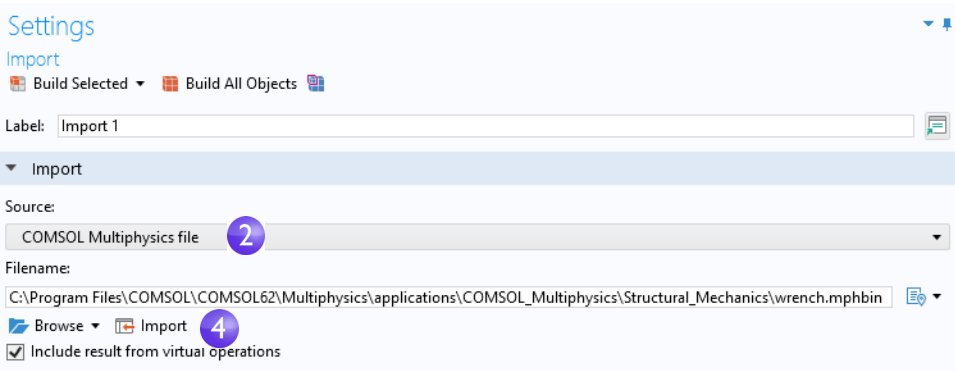 Settings
Import
Build Selected Build All Objects
Label: Import 1
Import
Source:
COMSOL Multiphysics file 2
Filename:
C:\Program Files\COMSOL\COMSOL62\Multiphysics\applications\COMSOL_Multiphysics\Structural_Mechanics\wrench.mphbin
Browse Import 4
Include result from virtual operations